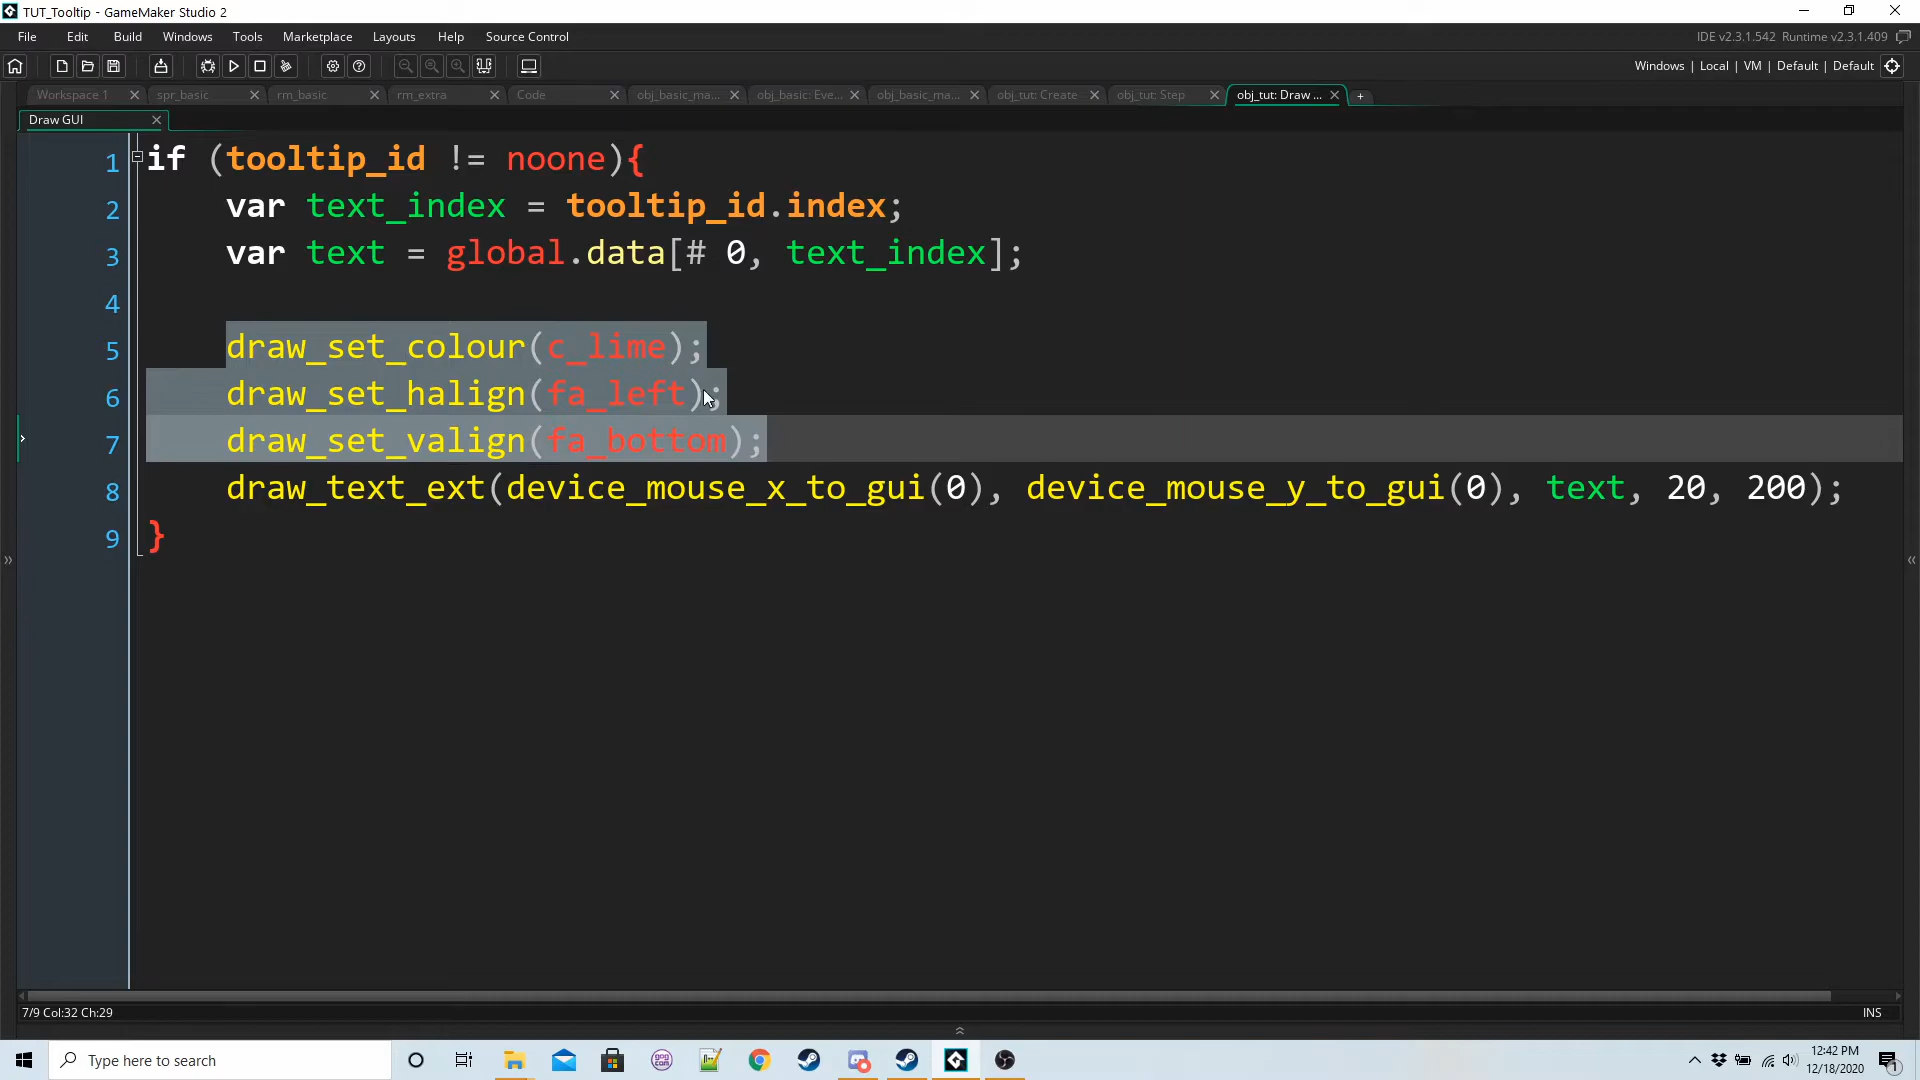 TUT_Tooltip - GameMaker Studio 2
File Edit Build Windows Tools Marketplace Layouts Help Source Control
IDE v2.3.1.542 Runtime v2.3.1.409
Windows | Local | VM | Default | Default
Workspace 1 spr_basic rm_basic rm_extra Code obj_basic_ma... obj_basic: Eve... obj_basic_ma... obj_tut: Create obj_tut: Step obj_tut: Draw ...
Draw GUI
1 if (tooltip_id != noone){
2 var text_index = tooltip_id.index;
3 var text = global.data[# 0, text_index];
4
5 draw_set_colour(c_lime);
6 draw_set_halign(fa_left);
7 draw_set_valign(fa_bottom);
8 draw_text_ext(device_mouse_x_to_gui(0), device_mouse_y_to_gui(0), text, 20, 200);
9 }
7/9 Col:32 Ch:29 INS
Type here to search
12:42 PM
12/18/2020
1